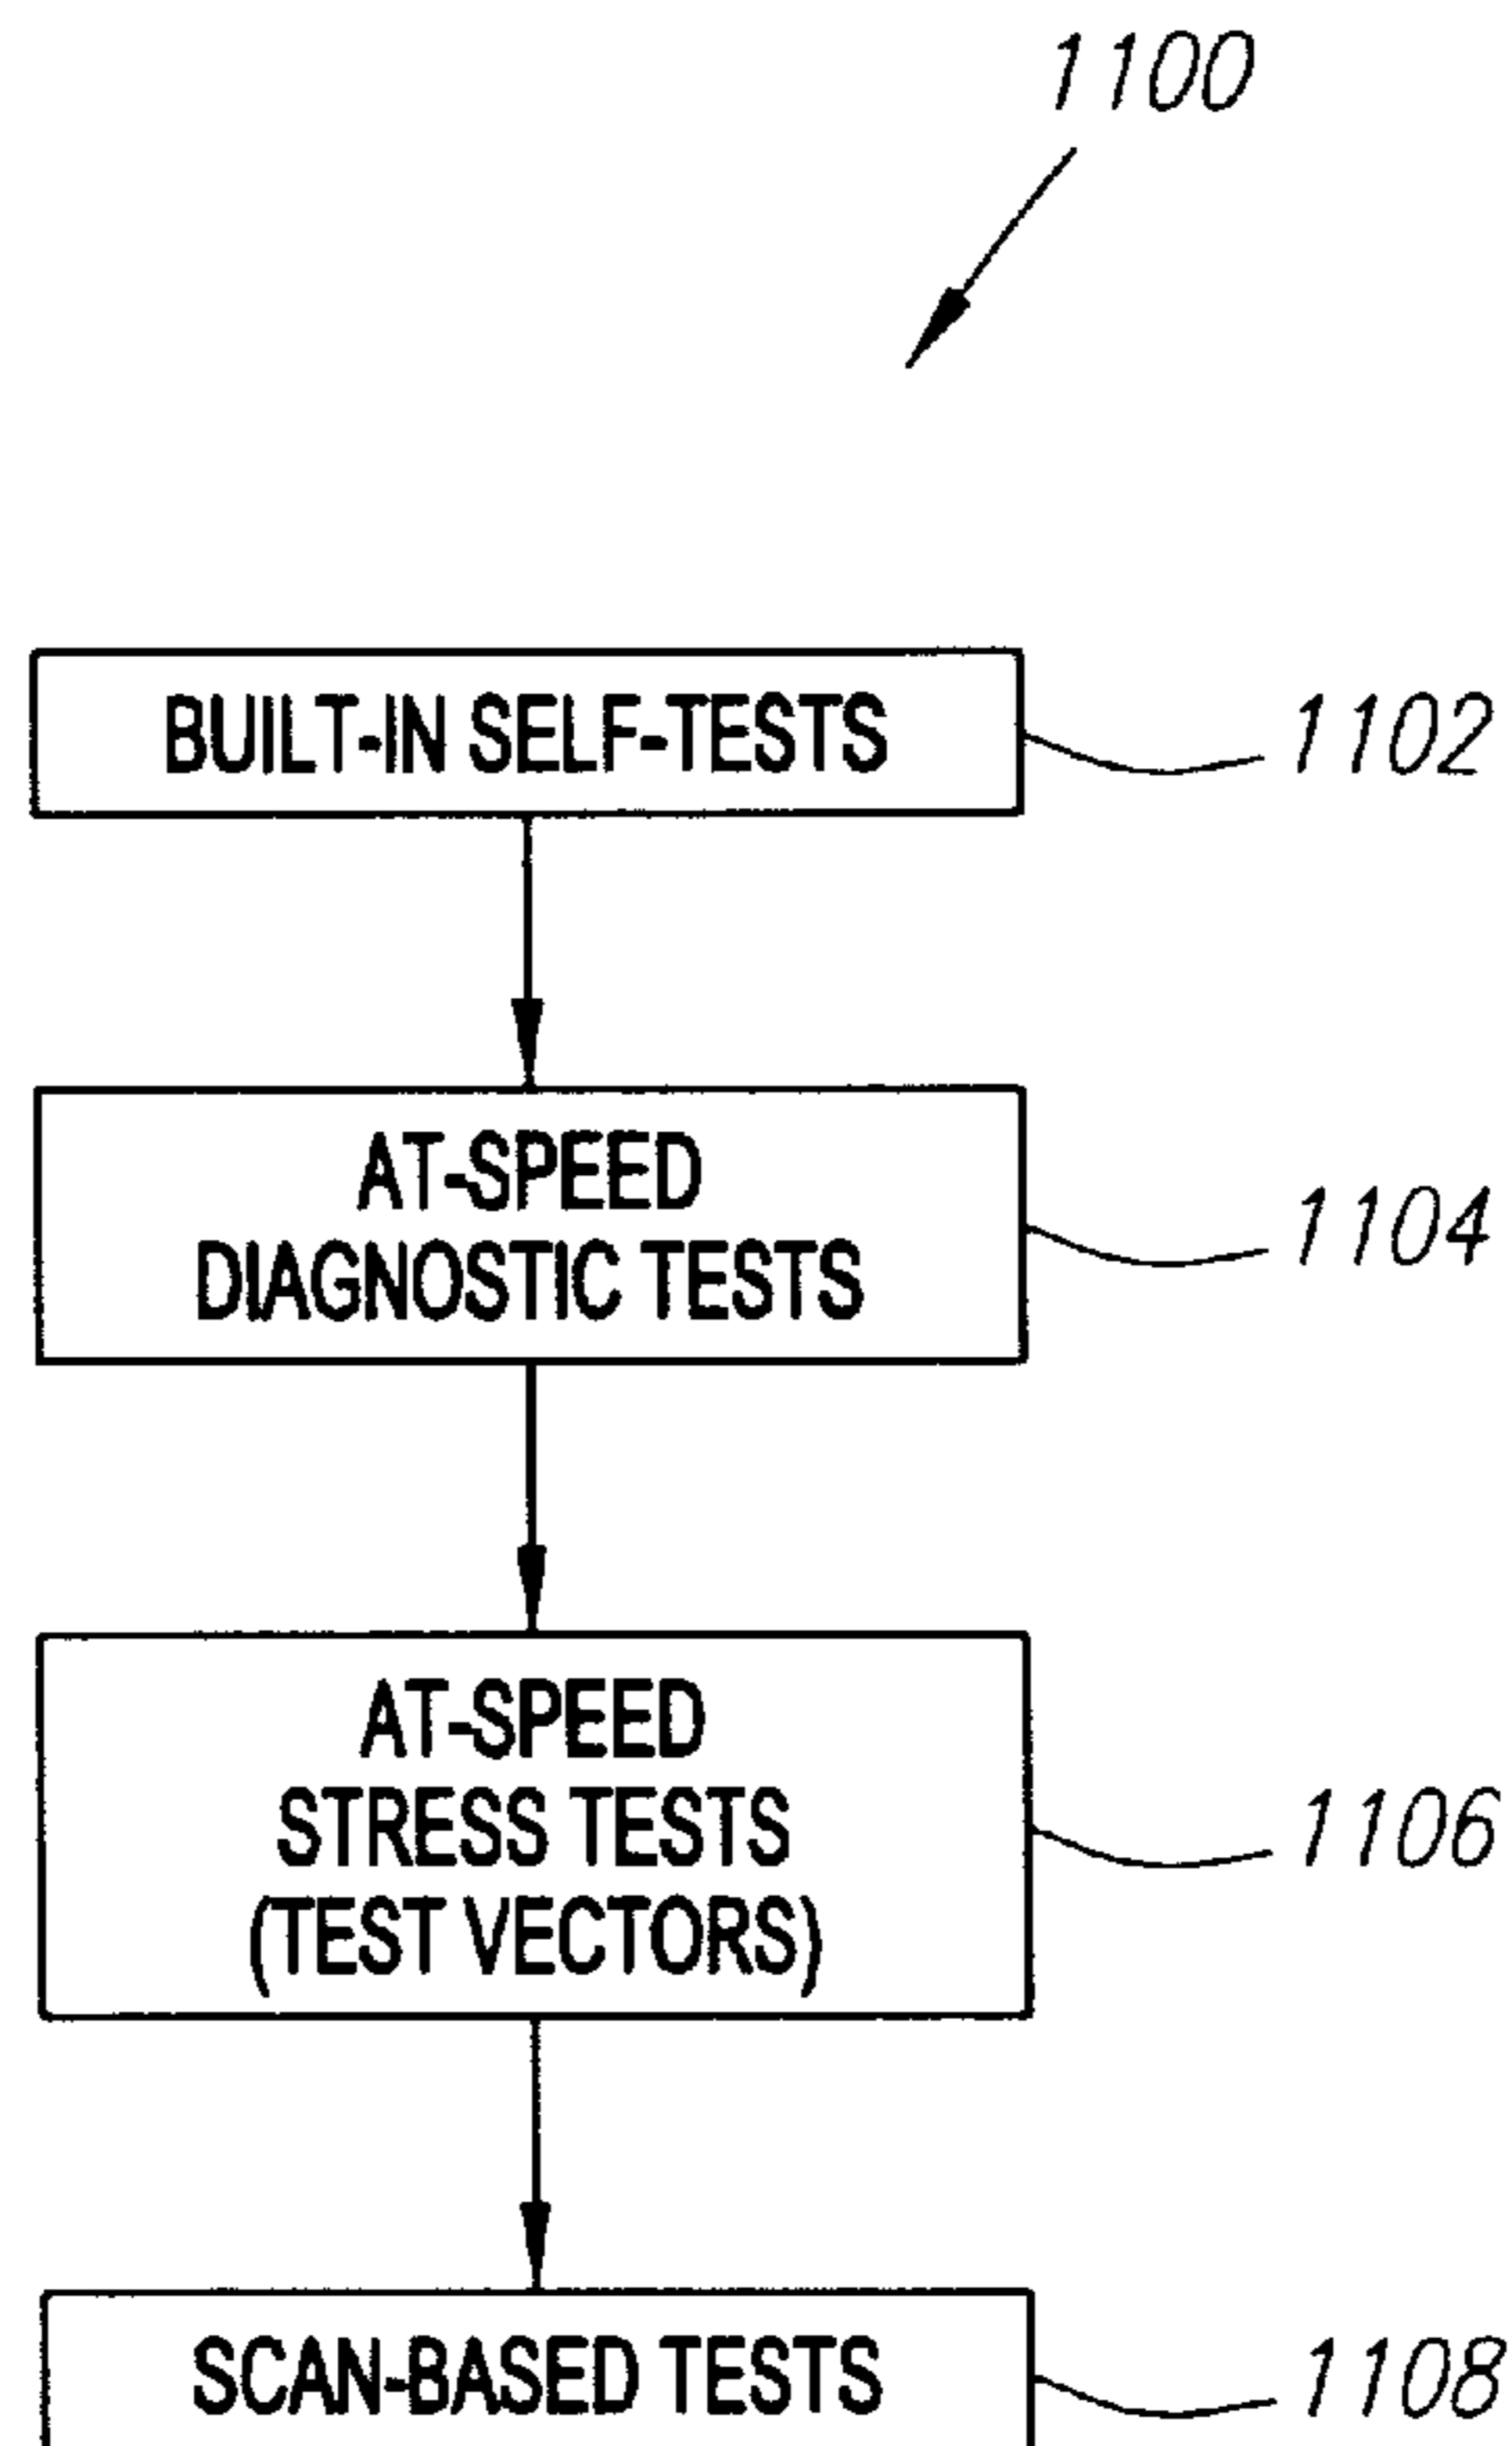 1100
BUILT-IN SELF-TESTS
1102
AT-SPEED
DIAGNOSTIC TESTS
1104
AT-SPEED
STRESS TESTS
(TEST VECTORS)
1106
SCAN-BASED TESTS
1108